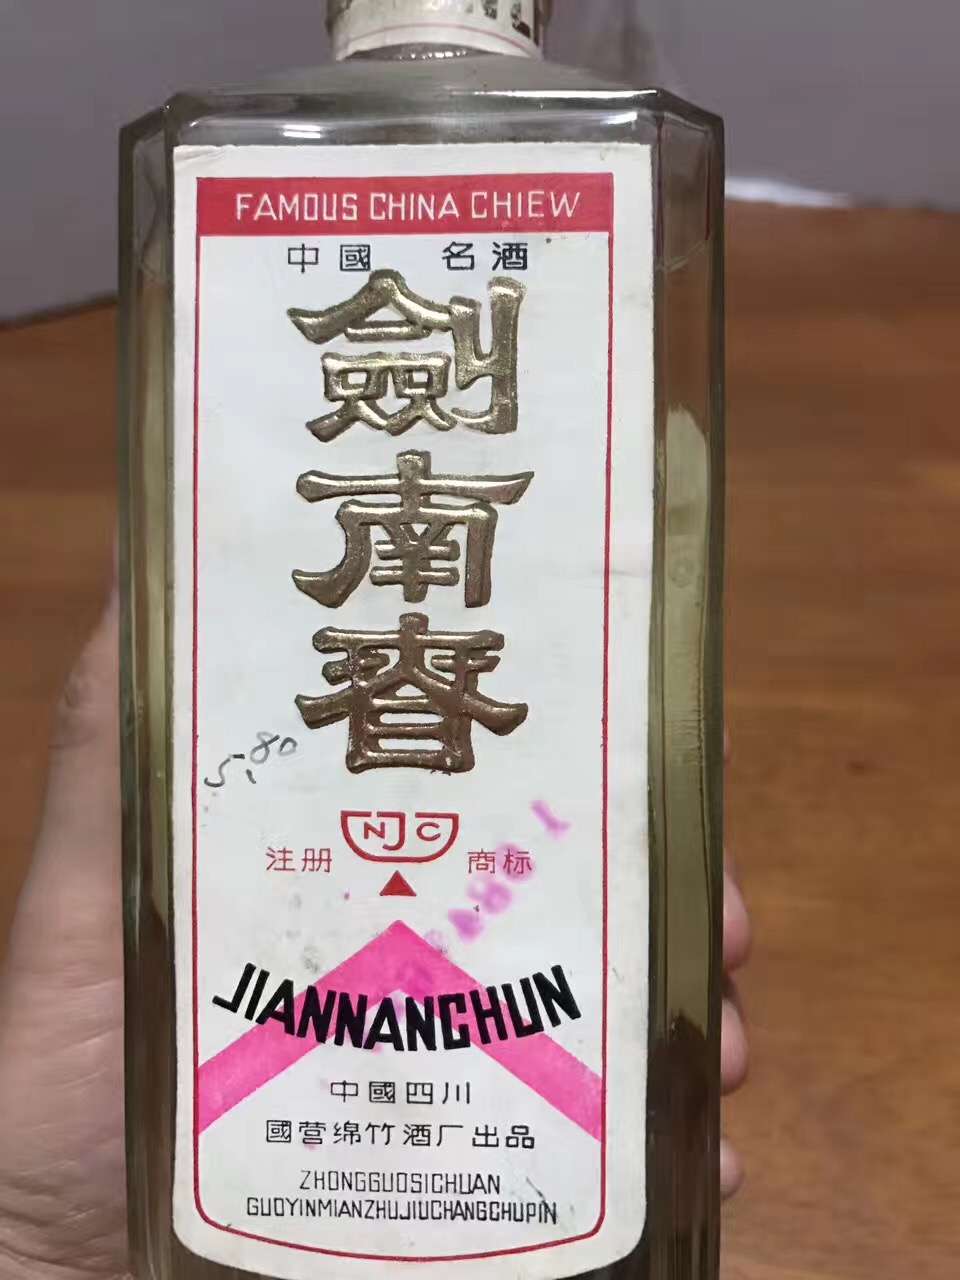 FAMOUS CHINA CHIEW
中國 名酒
劍南春
5.80
NJC
注册 商标
JIANNANCHUN
中國四川
國营绵竹酒厂出品
ZHONGGUOSICHUAN
GUOYINMIANZHUJIUCHANGCHUPIN